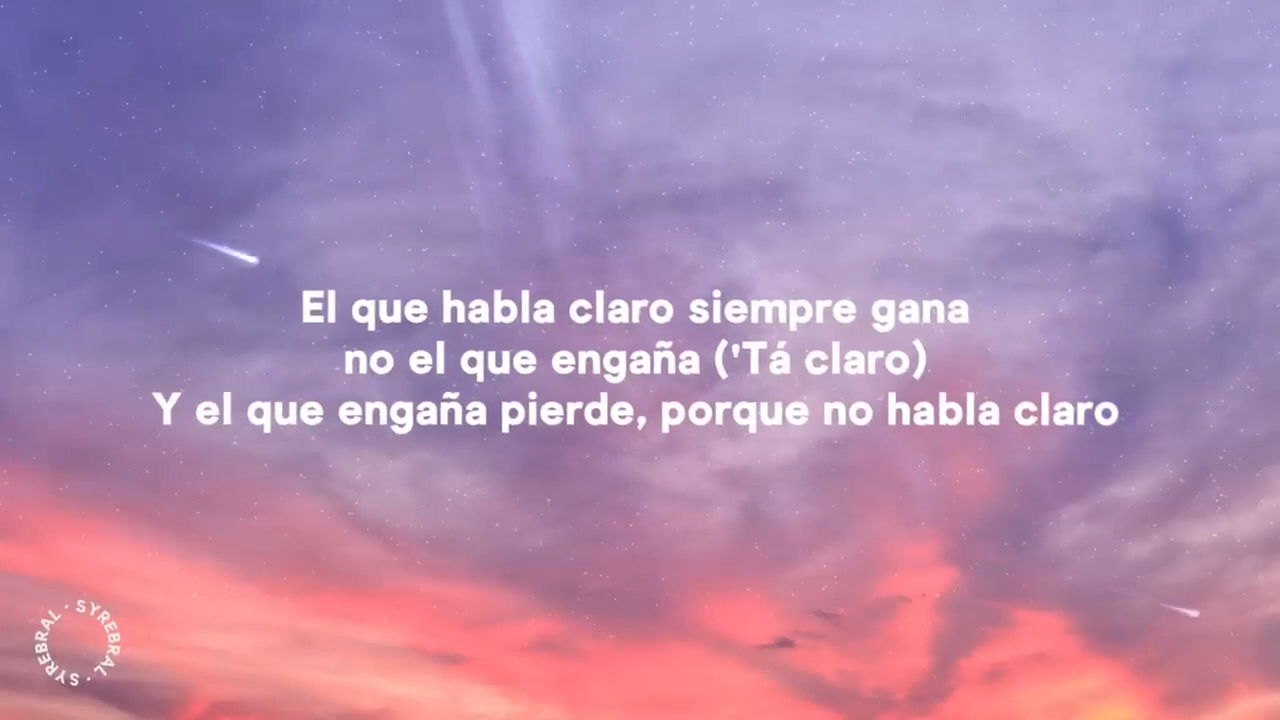 El que habla claro siempre gana
no el que engaña ('Tá claro)
Y el que engaña pierde, porque no habla claro
SYREBRAL · SYREBRAL ·